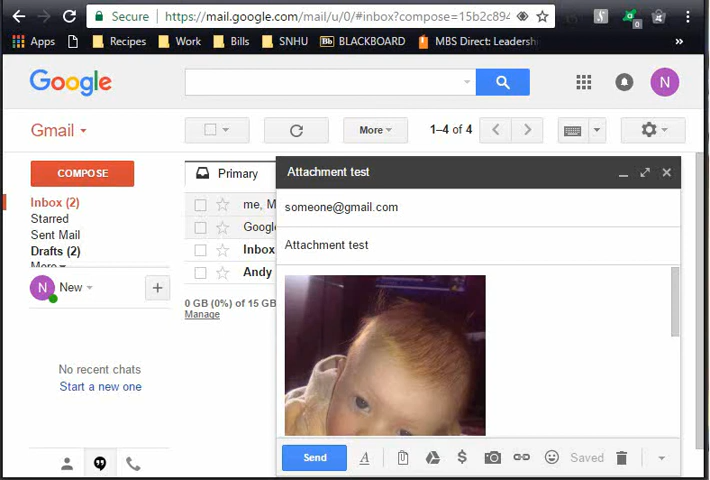 Secure https://mail.google.com/mail/u/0/#inbox?compose=15b2c894
Apps Recipes Work Bills SNHU BLACKBOARD MBS Direct: Leadersh
Google
Gmail
More
1–4 of 4
COMPOSE
Inbox (2)
Starred
Sent Mail
Drafts (2)
More
N New
No recent chats
Start a new one
Primary
me, M
Google
Inbox
Andy
0 GB (0%) of 15 GB
Manage
N
Attachment test
someone@gmail.com
Attachment test
Send
Saved